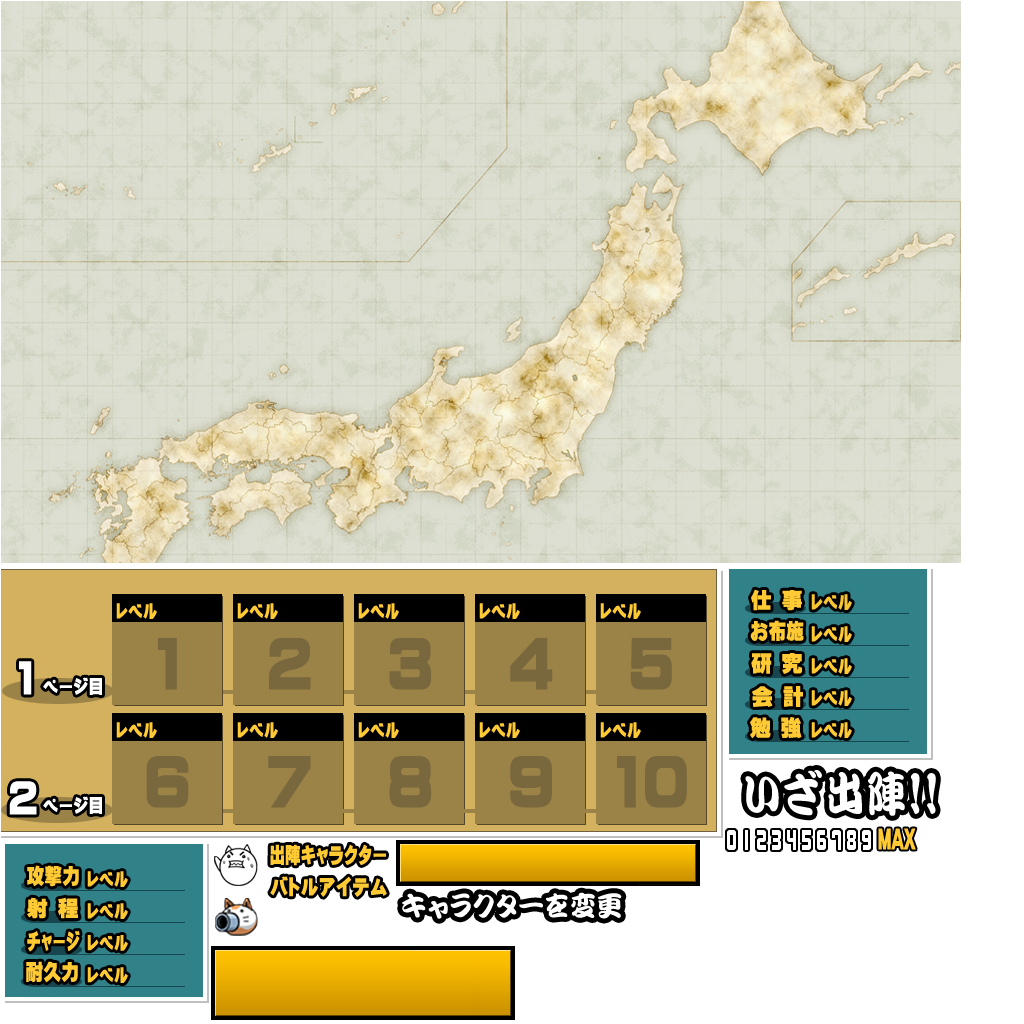 レベル レベル レベル レベル レベル
1 2 3 4 5
1ページ目
レベル レベル レベル レベル レベル
6 7 8 9 10
2ページ目
仕事 レベル
お布施 レベル
研究 レベル
会計 レベル
勉強 レベル
いざ出陣!!
0123456789 MAX
攻撃力 レベル
射程 レベル
チャージ レベル
耐久力 レベル
出陣キャラクター
バトルアイテム
キャラクターを変更